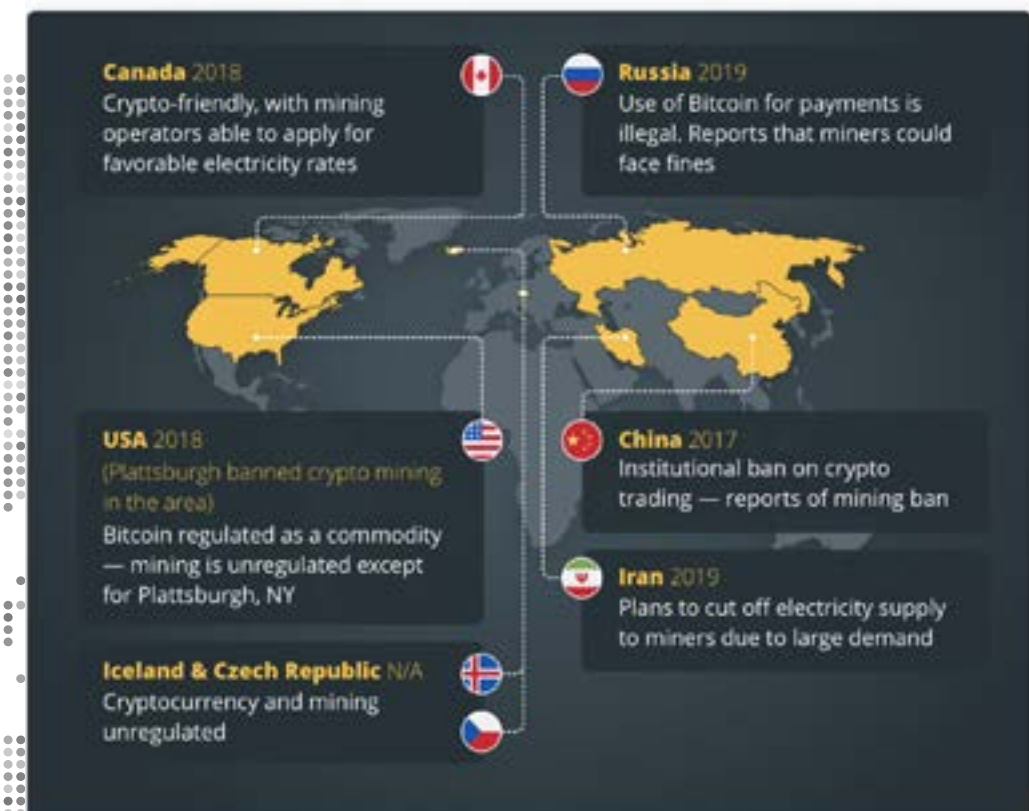 Canada 2018
Crypto-friendly, with mining
operators able to apply for
favorable electricity rates
Russia 2019
Use of Bitcoin for payments is
illegal. Reports that miners could
face fines
USA 2018
(Plattsburgh banned crypto mining
in the area)
Bitcoin regulated as a commodity
— mining is unregulated except
for Plattsburgh, NY
China 2017
Institutional ban on crypto
trading — reports of mining ban
Iran 2019
Plans to cut off electricity supply
to miners due to large demand
Iceland & Czech Republic N/A
Cryptocurrency and mining
unregulated